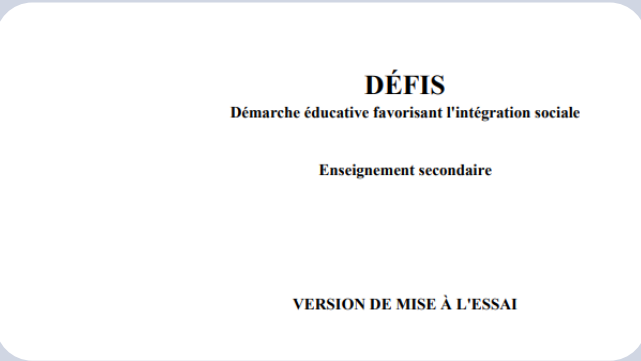 DÉFIS
Démarche éducative favorisant l'intégration sociale
Enseignement secondaire
VERSION DE MISE À L'ESSAI